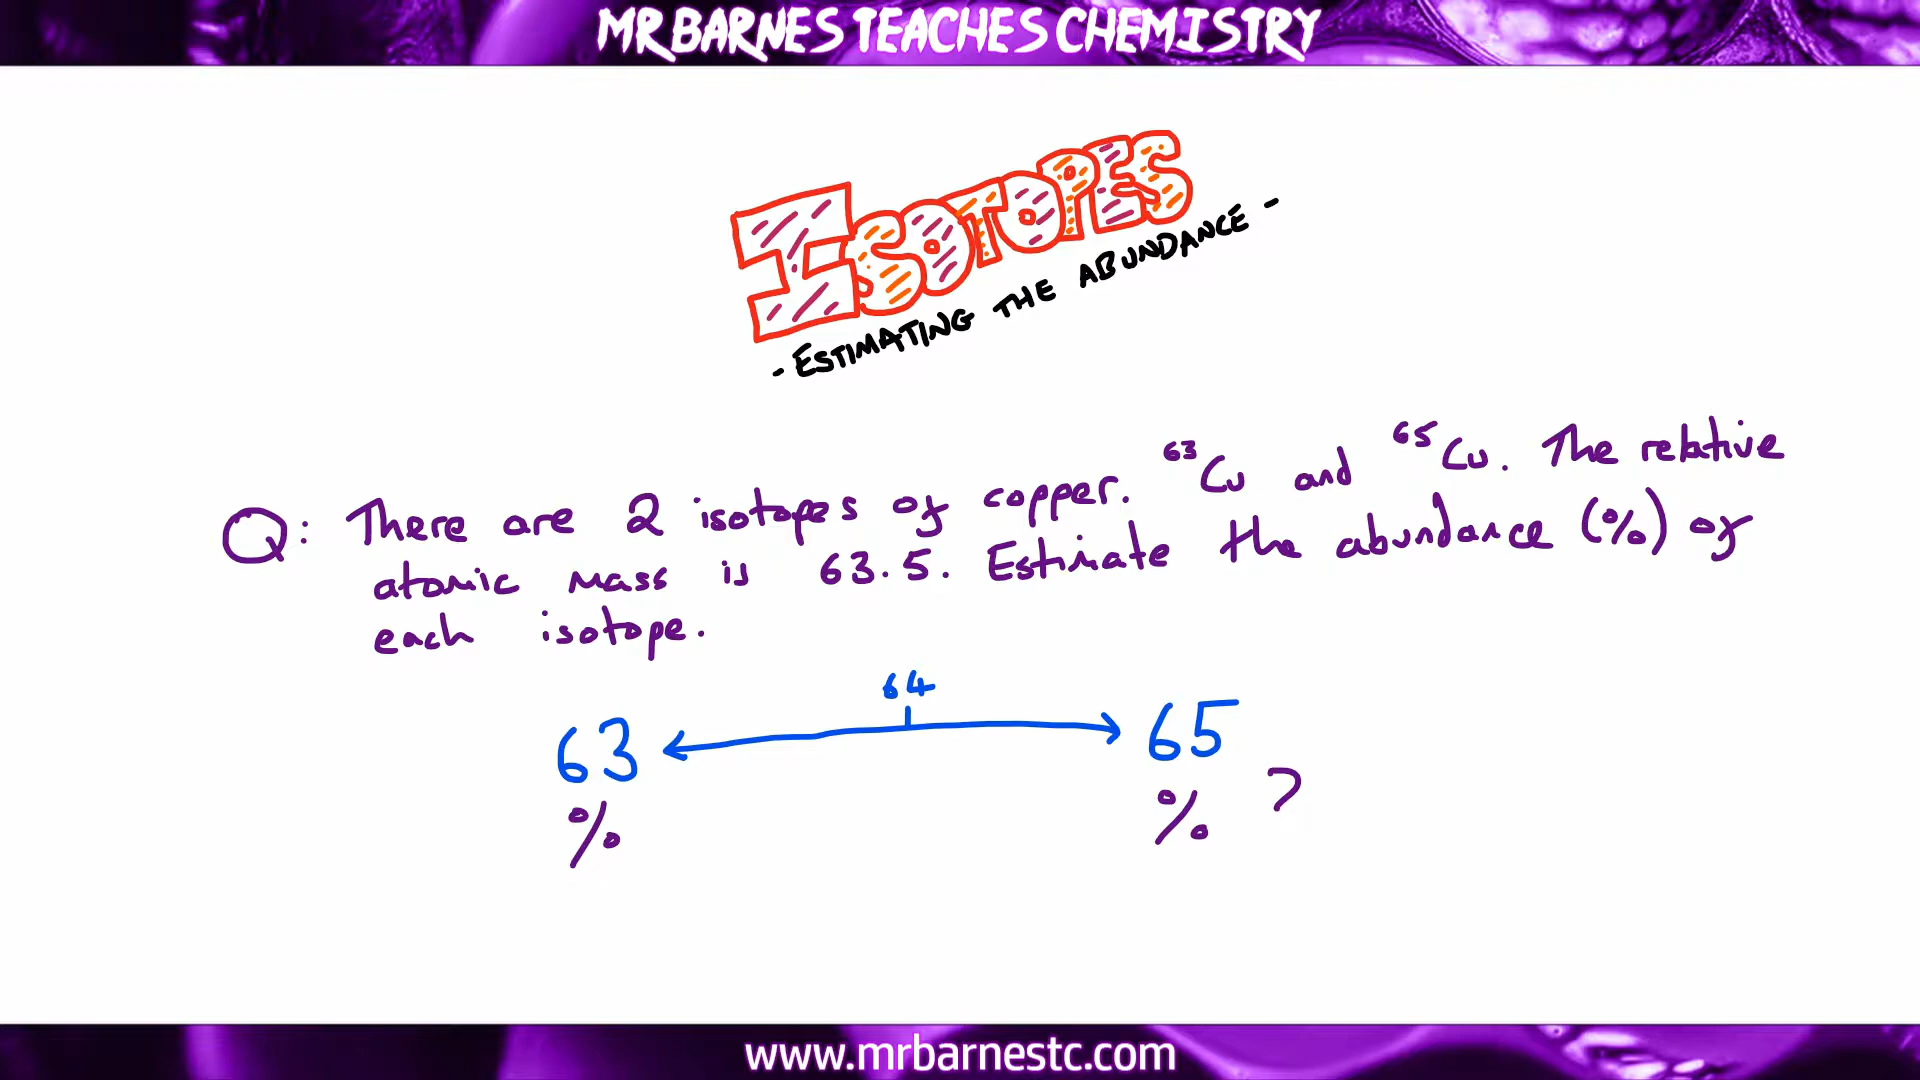 MR BARNES TEACHES CHEMISTRY
ISOTOPES
- ESTIMATING THE ABUNDANCE -
Q: There are 2 isotopes of copper. ⁶³Cu and ⁶⁵Cu. The relative
atomic mass is 63.5. Estimate the abundance (%) of
each isotope.
64
63 65
% % ?
www.mrbarnestc.com